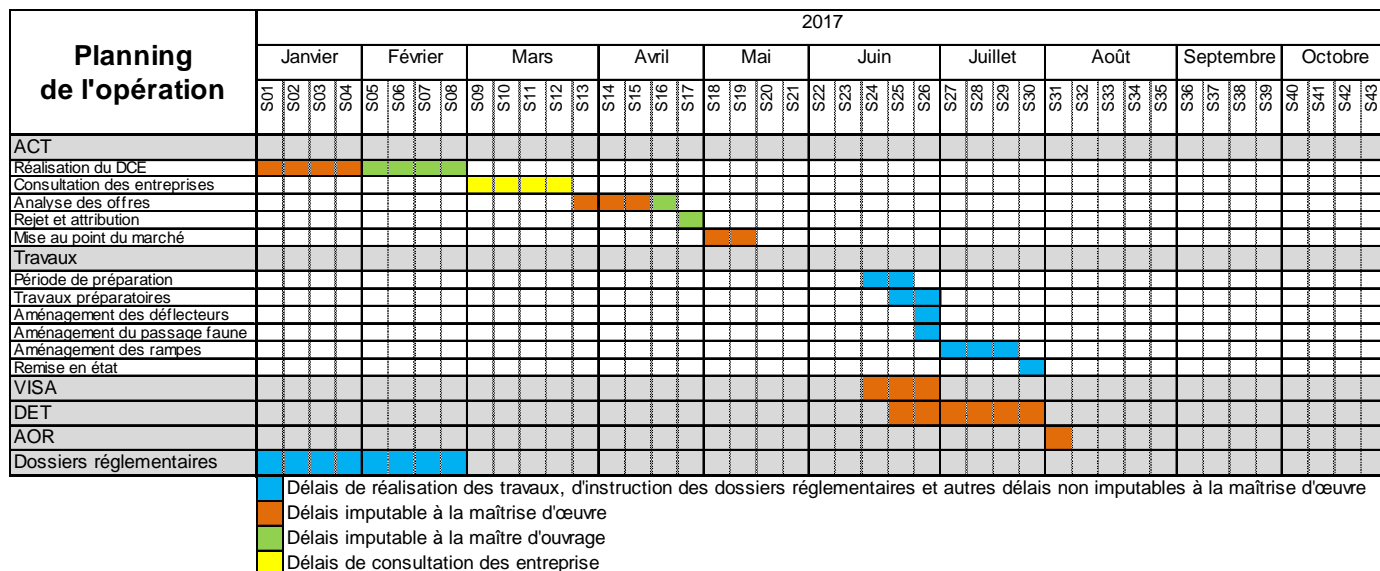 Planning
de l'opération
2017
Janvier Février Mars Avril Mai Juin Juillet Août Septembre Octobre
S01 S02 S03 S04 S05 S06 S07 S08 S09 S10 S11 S12 S13 S14 S15 S16 S17 S18 S19 S20 S21 S22 S23 S24 S25 S26 S27 S28 S29 S30 S31 S32 S33 S34 S35 S36 S37 S38 S39 S40 S41 S42 S43
ACT
Réalisation du DCE
Consultation des entreprises
Analyse des offres
Rejet et attribution
Mise au point du marché
Travaux
Période de préparation
Travaux préparatoires
Aménagement des déflecteurs
Aménagement du passage faune
Aménagement des rampes
Remise en état
VISA
DET
AOR
Dossiers réglementaires
Délais de réalisation des travaux, d'instruction des dossiers réglementaires et autres délais non imputables à la maîtrise d'œuvre
Délais imputable à la maîtrise d'œuvre
Délais imputable à la maître d'ouvrage
Délais de consultation des entreprise